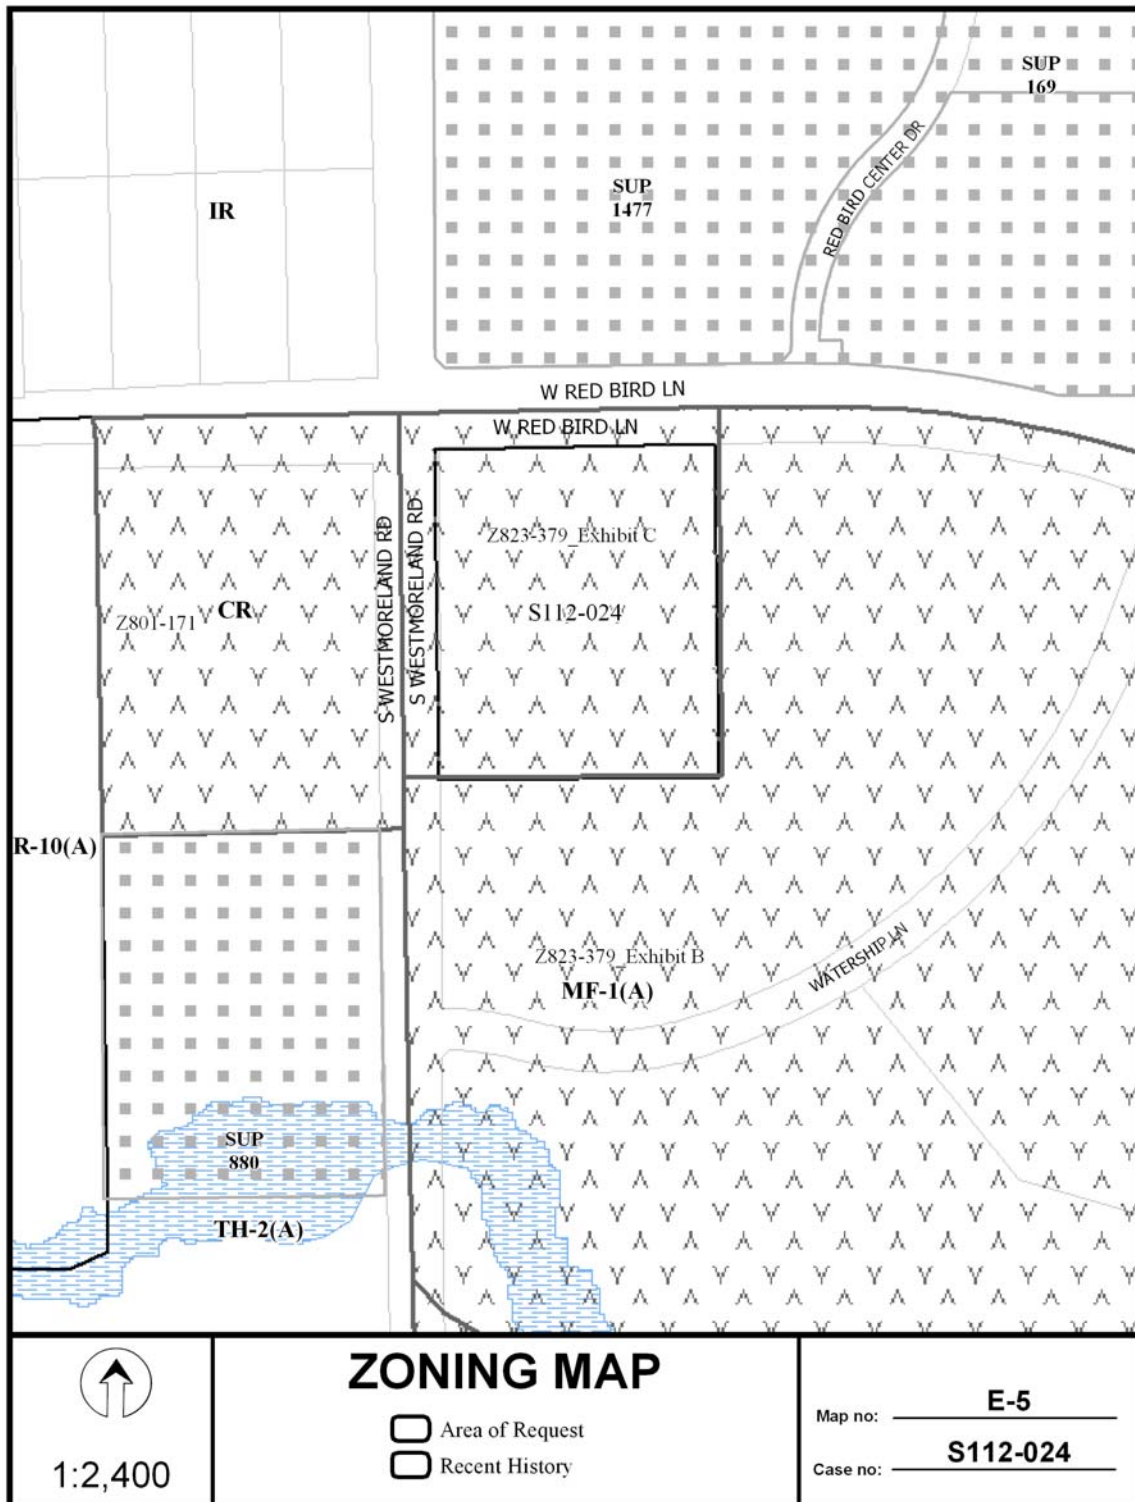 SUP
169
SUP
1477
RED BIRD CENTER DR
IR
W RED BIRD LN
W RED BIRD LN
S WESTMORELAND RD
S WESTMORELAND RD
Z823-379_Exhibit C
S112-024
CR
Z801-171
R-10(A)
Z823-379_Exhibit B
MF-1(A)
WATERSHIP LN
SUP
880
TH-2(A)
1:2,400
ZONING MAP
Area of Request
Recent History
Map no: E-5
Case no: S112-024